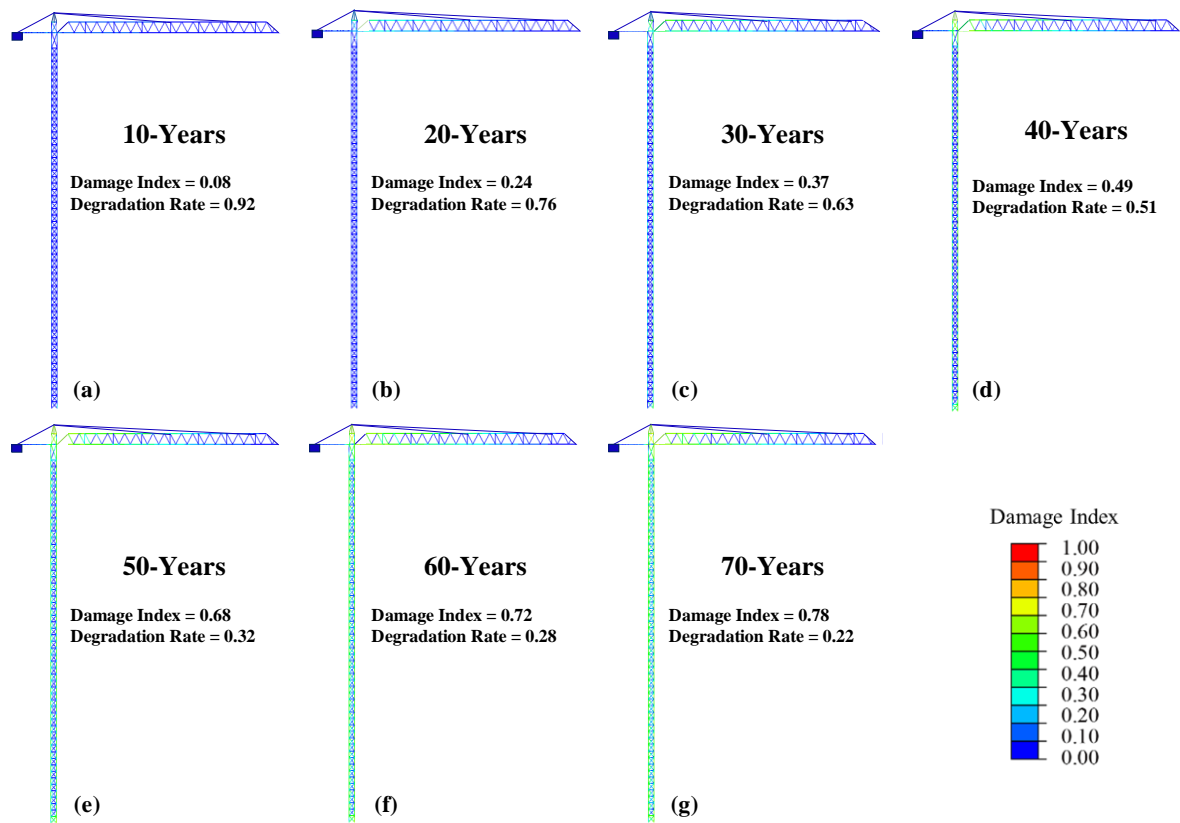 10-Years
Damage Index = 0.08
Degradation Rate = 0.92
(a)
20-Years
Damage Index = 0.24
Degradation Rate = 0.76
(b)
30-Years
Damage Index = 0.37
Degradation Rate = 0.63
(c)
40-Years
Damage Index = 0.49
Degradation Rate = 0.51
(d)
50-Years
Damage Index = 0.68
Degradation Rate = 0.32
(e)
60-Years
Damage Index = 0.72
Degradation Rate = 0.28
(f)
70-Years
Damage Index = 0.78
Degradation Rate = 0.22
(g)
Damage Index
1.00
0.90
0.80
0.70
0.60
0.50
0.40
0.30
0.20
0.10
0.00